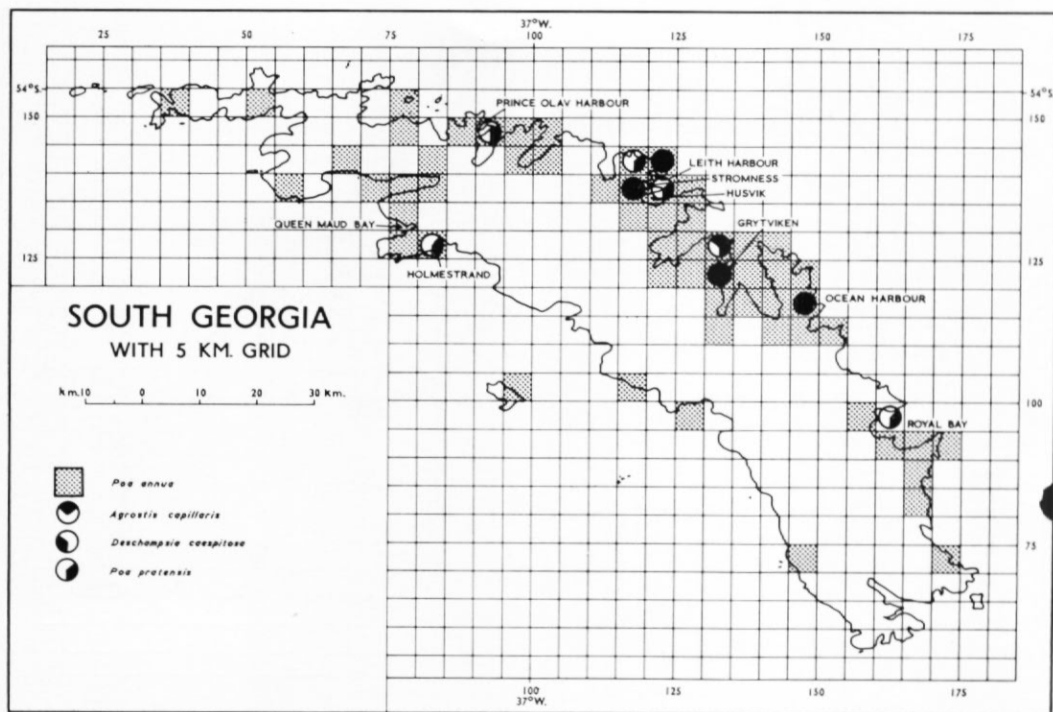 37°W.
25 50 75 100 125 150 175
54°S. 54°S
150 150
PRINCE OLAV HARBOUR
LEITH HARBOUR
STROMNESS
HUSVIK
QUEEN MAUD BAY
GRYTVIKEN
125 125
HOLMESTRAND
OCEAN HARBOUR
SOUTH GEORGIA
WITH 5 KM. GRID
km.10 0 10 20 30 km.
100
ROYAL BAY
Poa annua
Agrostis capillaris
Deschampsia caespitosa
Poa pratensis
75
100 125 150 175
37°W.